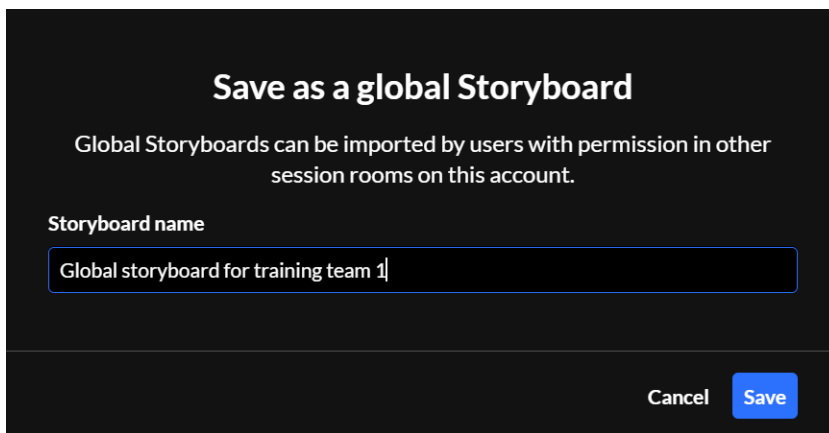 Save as a global Storyboard
Global Storyboards can be imported by users with permission in other
session rooms on this account.
Storyboard name
Global storyboard for training team 1
Cancel Save